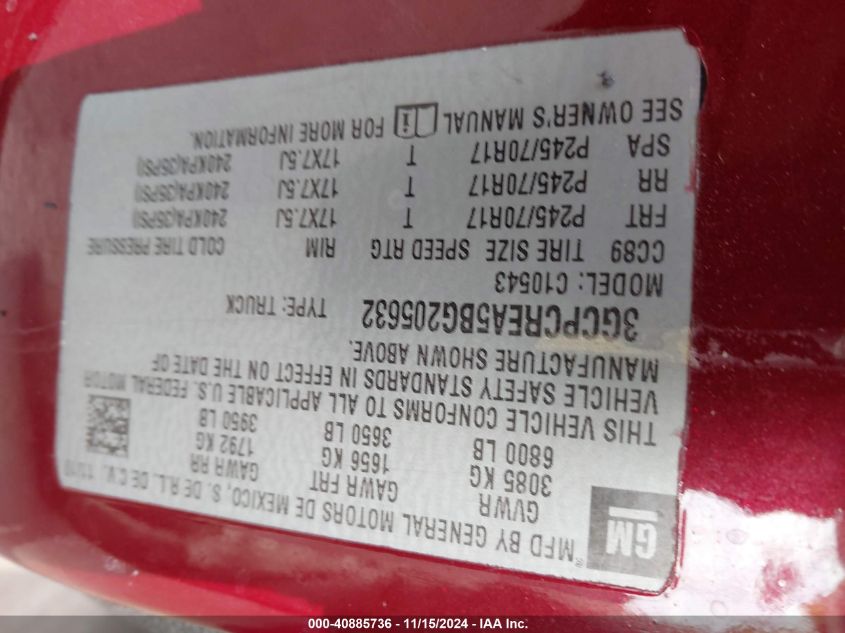 GM
MFD BY GENERAL MOTORS DE MEXICO, S. DE R.L. DE C.V. 11/10
GVWR GAWR FRT GAWR RR
3085 KG 1656 KG 1792 KG
6800 LB 3650 LB 3950 LB
THIS VEHICLE CONFORMS TO ALL APPLICABLE U.S. FEDERAL MOTOR
VEHICLE SAFETY STANDARDS IN EFFECT ON THE DATE OF
MANUFACTURE SHOWN ABOVE.
3GCPCREA5BG205632 TYPE: TRUCK
MODEL: C10543
CC89 TIRE SIZE SPEED RTG RIM COLD TIRE PRESSURE
FRT P245/70R17 T 17X7.5J 240KPA(35PSI)
RR P245/70R17 T 17X7.5J 240KPA(35PSI)
SPA P245/70R17 T 17X7.5J 240KPA(35PSI)
SEE OWNER'S MANUAL FOR MORE INFORMATION.
000-40885736 - 11/15/2024 - IAA Inc.